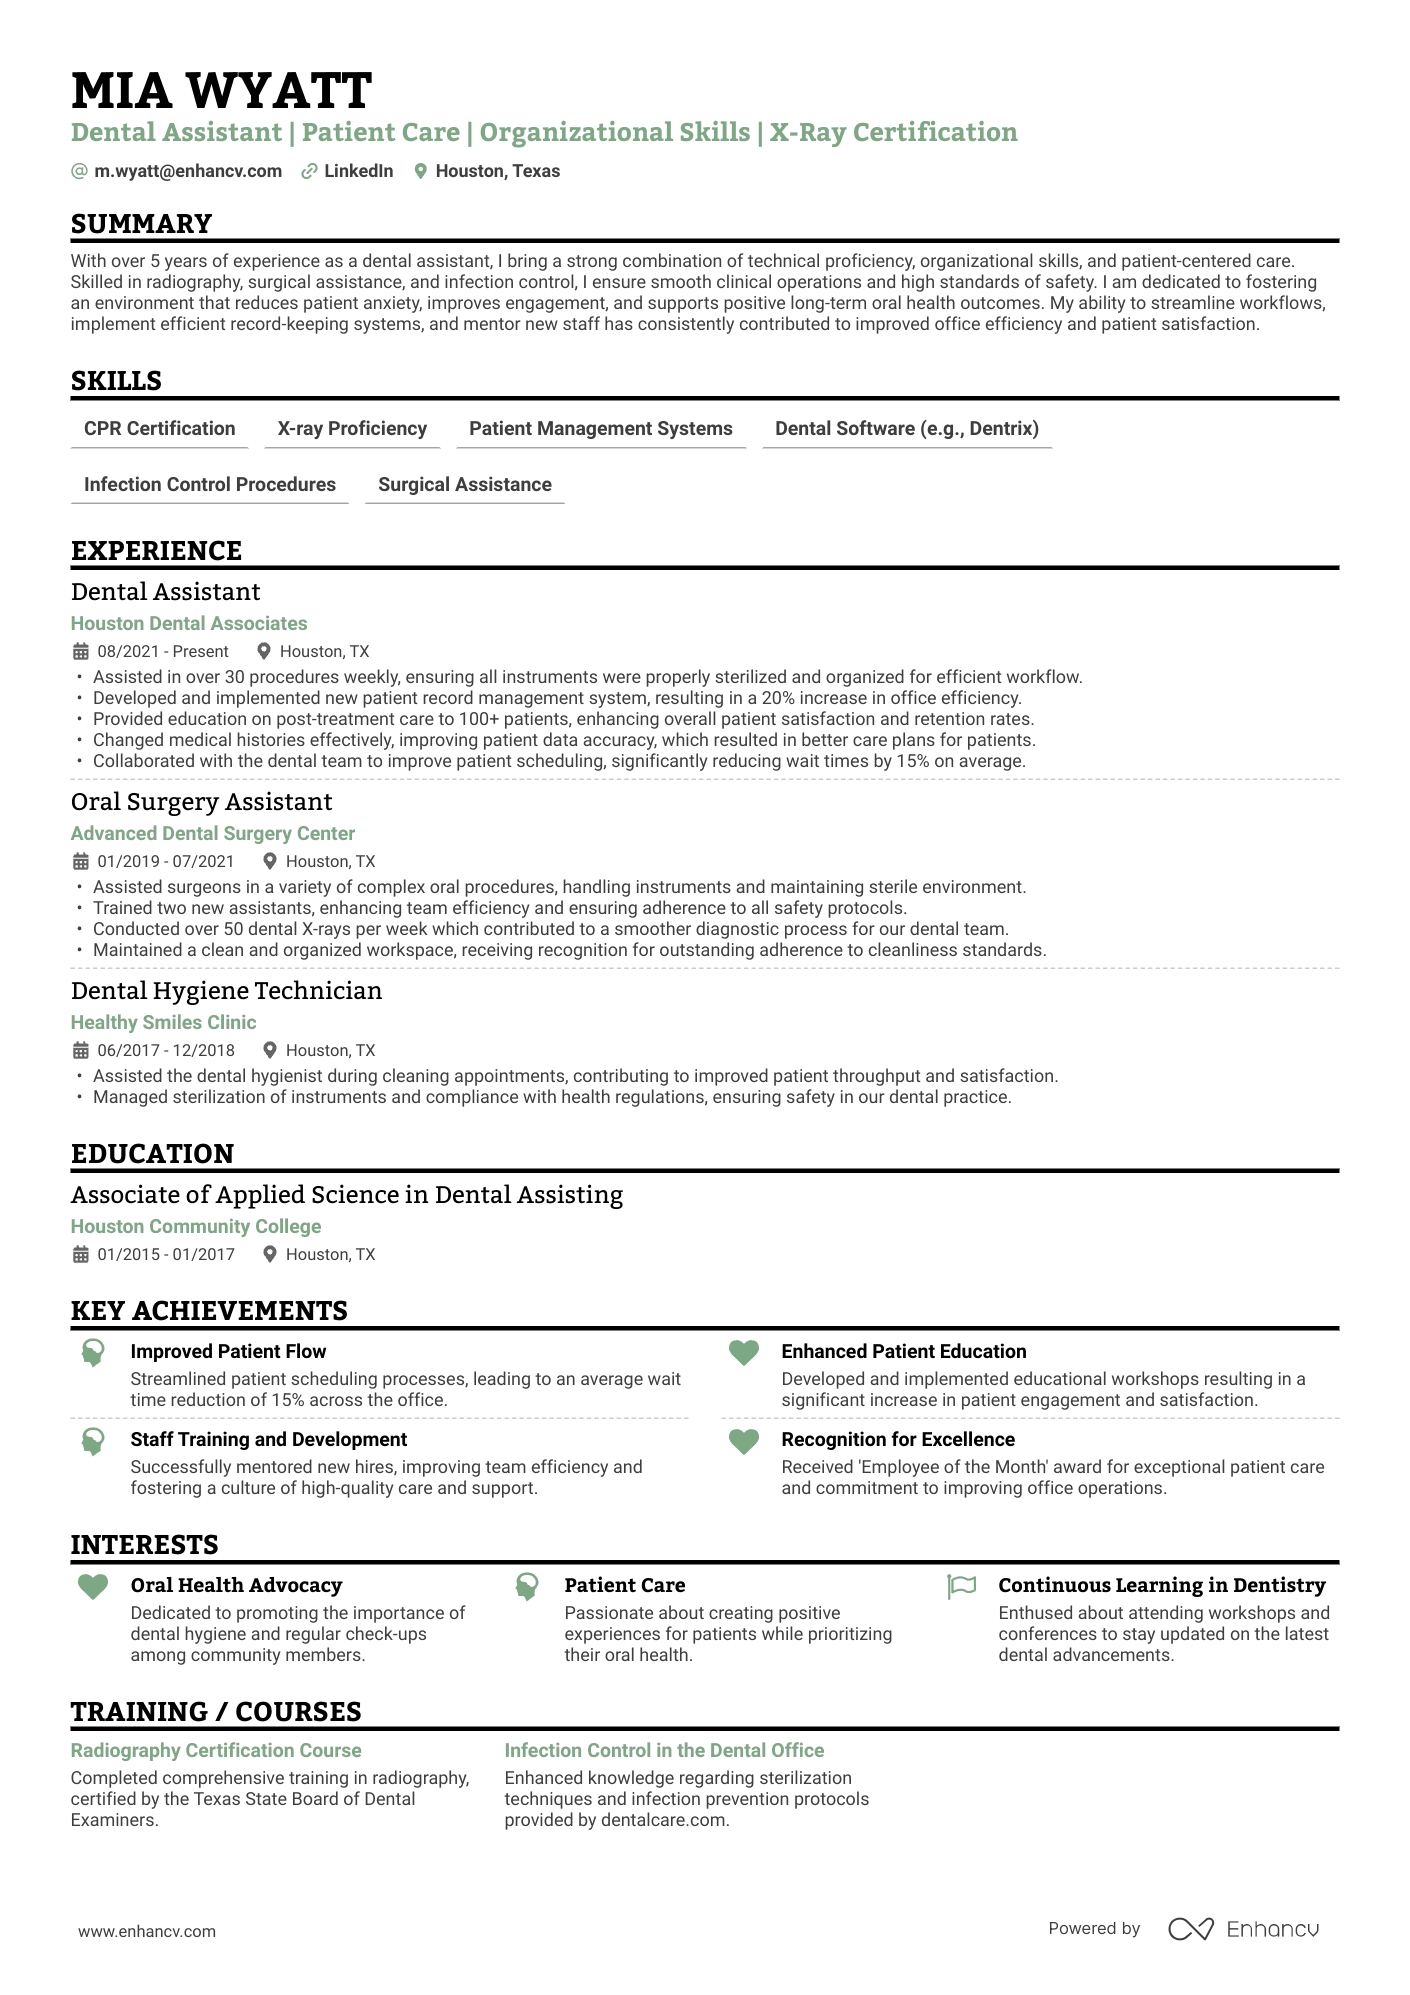 MIA WYATT
Dental Assistant | Patient Care | Organizational Skills | X-Ray Certification
@ m.wyatt@enhancv.com LinkedIn Houston, Texas
SUMMARY
With over 5 years of experience as a dental assistant, I bring a strong combination of technical proficiency, organizational skills, and patient-centered care.
Skilled in radiography, surgical assistance, and infection control, I ensure smooth clinical operations and high standards of safety. I am dedicated to fostering
an environment that reduces patient anxiety, improves engagement, and supports positive long-term oral health outcomes. My ability to streamline workflows,
implement efficient record-keeping systems, and mentor new staff has consistently contributed to improved office efficiency and patient satisfaction.
SKILLS
CPR Certification X-ray Proficiency Patient Management Systems Dental Software (e.g., Dentrix)
Infection Control Procedures Surgical Assistance
EXPERIENCE
Dental Assistant
Houston Dental Associates
08/2021 - Present Houston, TX
• Assisted in over 30 procedures weekly, ensuring all instruments were properly sterilized and organized for efficient workflow.
• Developed and implemented new patient record management system, resulting in a 20% increase in office efficiency.
• Provided education on post-treatment care to 100+ patients, enhancing overall patient satisfaction and retention rates.
• Changed medical histories effectively, improving patient data accuracy, which resulted in better care plans for patients.
• Collaborated with the dental team to improve patient scheduling, significantly reducing wait times by 15% on average.
Oral Surgery Assistant
Advanced Dental Surgery Center
01/2019 - 07/2021 Houston, TX
• Assisted surgeons in a variety of complex oral procedures, handling instruments and maintaining sterile environment.
• Trained two new assistants, enhancing team efficiency and ensuring adherence to all safety protocols.
• Conducted over 50 dental X-rays per week which contributed to a smoother diagnostic process for our dental team.
• Maintained a clean and organized workspace, receiving recognition for outstanding adherence to cleanliness standards.
Dental Hygiene Technician
Healthy Smiles Clinic
06/2017 - 12/2018 Houston, TX
• Assisted the dental hygienist during cleaning appointments, contributing to improved patient throughput and satisfaction.
• Managed sterilization of instruments and compliance with health regulations, ensuring safety in our dental practice.
EDUCATION
Associate of Applied Science in Dental Assisting
Houston Community College
01/2015 - 01/2017 Houston, TX
KEY ACHIEVEMENTS
Improved Patient Flow
Streamlined patient scheduling processes, leading to an average wait
time reduction of 15% across the office.
Enhanced Patient Education
Developed and implemented educational workshops resulting in a
significant increase in patient engagement and satisfaction.
Staff Training and Development
Successfully mentored new hires, improving team efficiency and
fostering a culture of high-quality care and support.
Recognition for Excellence
Received 'Employee of the Month' award for exceptional patient care
and commitment to improving office operations.
INTERESTS
Oral Health Advocacy
Dedicated to promoting the importance of
dental hygiene and regular check-ups
among community members.
Patient Care
Passionate about creating positive
experiences for patients while prioritizing
their oral health.
Continuous Learning in Dentistry
Enthused about attending workshops and
conferences to stay updated on the latest
dental advancements.
TRAINING / COURSES
Radiography Certification Course
Completed comprehensive training in radiography,
certified by the Texas State Board of Dental
Examiners.
Infection Control in the Dental Office
Enhanced knowledge regarding sterilization
techniques and infection prevention protocols
provided by dentalcare.com.
www.enhancv.com
Powered by Enhancv